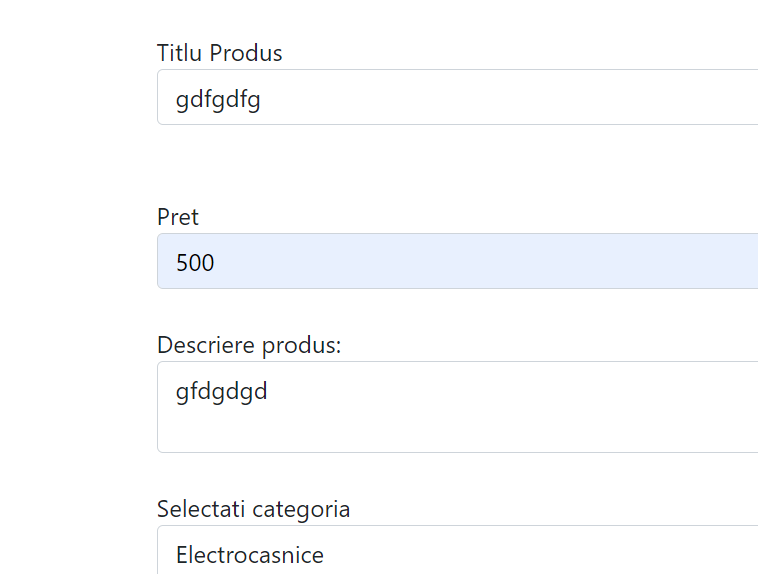 Titlu Produs
gdfgdfg
Pret
500
Descriere produs:
gfdgdgd
Selectati categoria
Electrocasnice